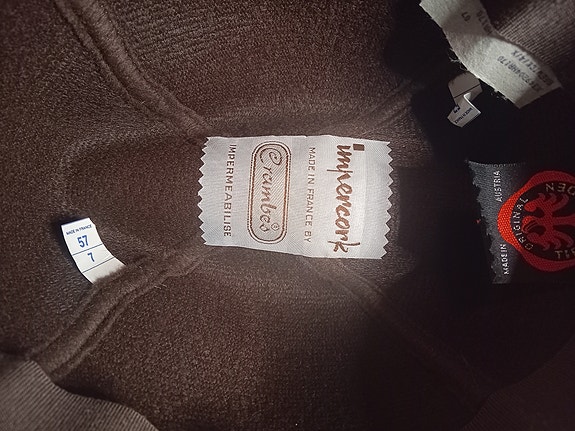 impercork
MADE IN FRANCE BY
Crambes®
IMPERMEABILISE
MADE IN FRANCE
57
7
MADE IN AUSTRIA
ORIGINAL